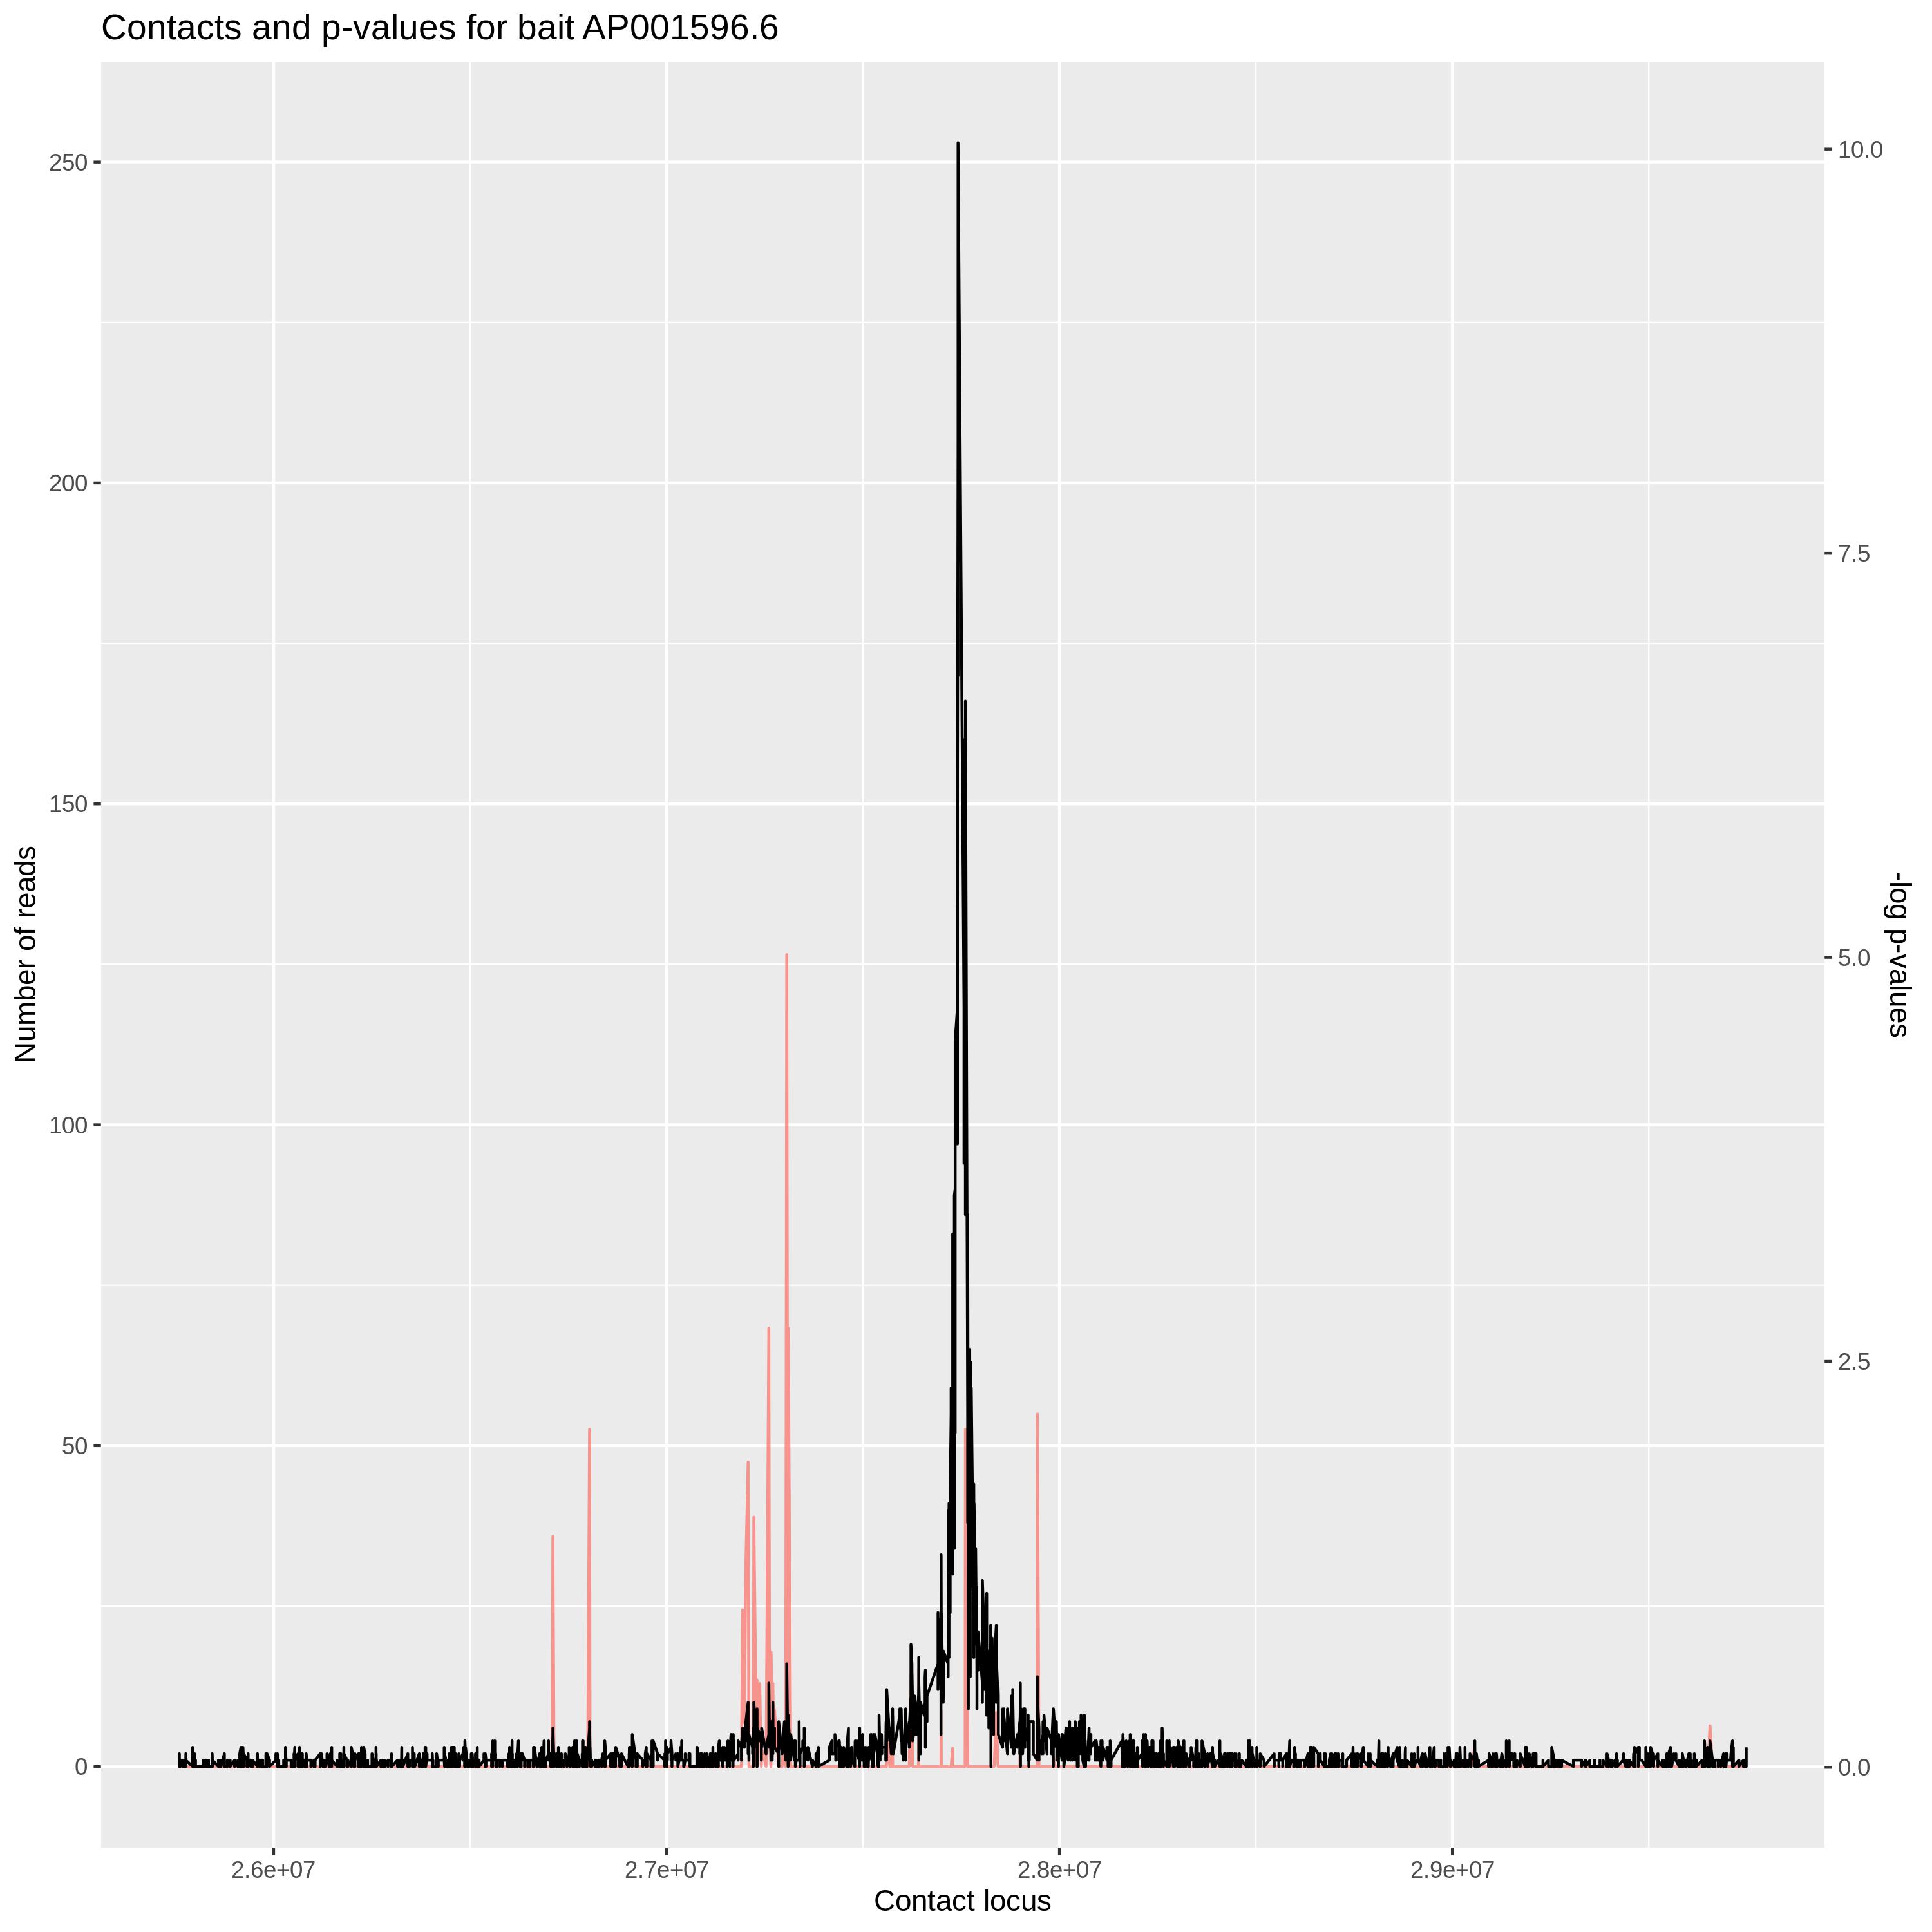 Contacts and p-values for bait AP001596.6
250
200
150
100
50
0
Number of reads
10.0
7.5
5.0
2.5
0.0
-log p-values
2.6e+07
2.7e+07
2.8e+07
2.9e+07
Contact locus